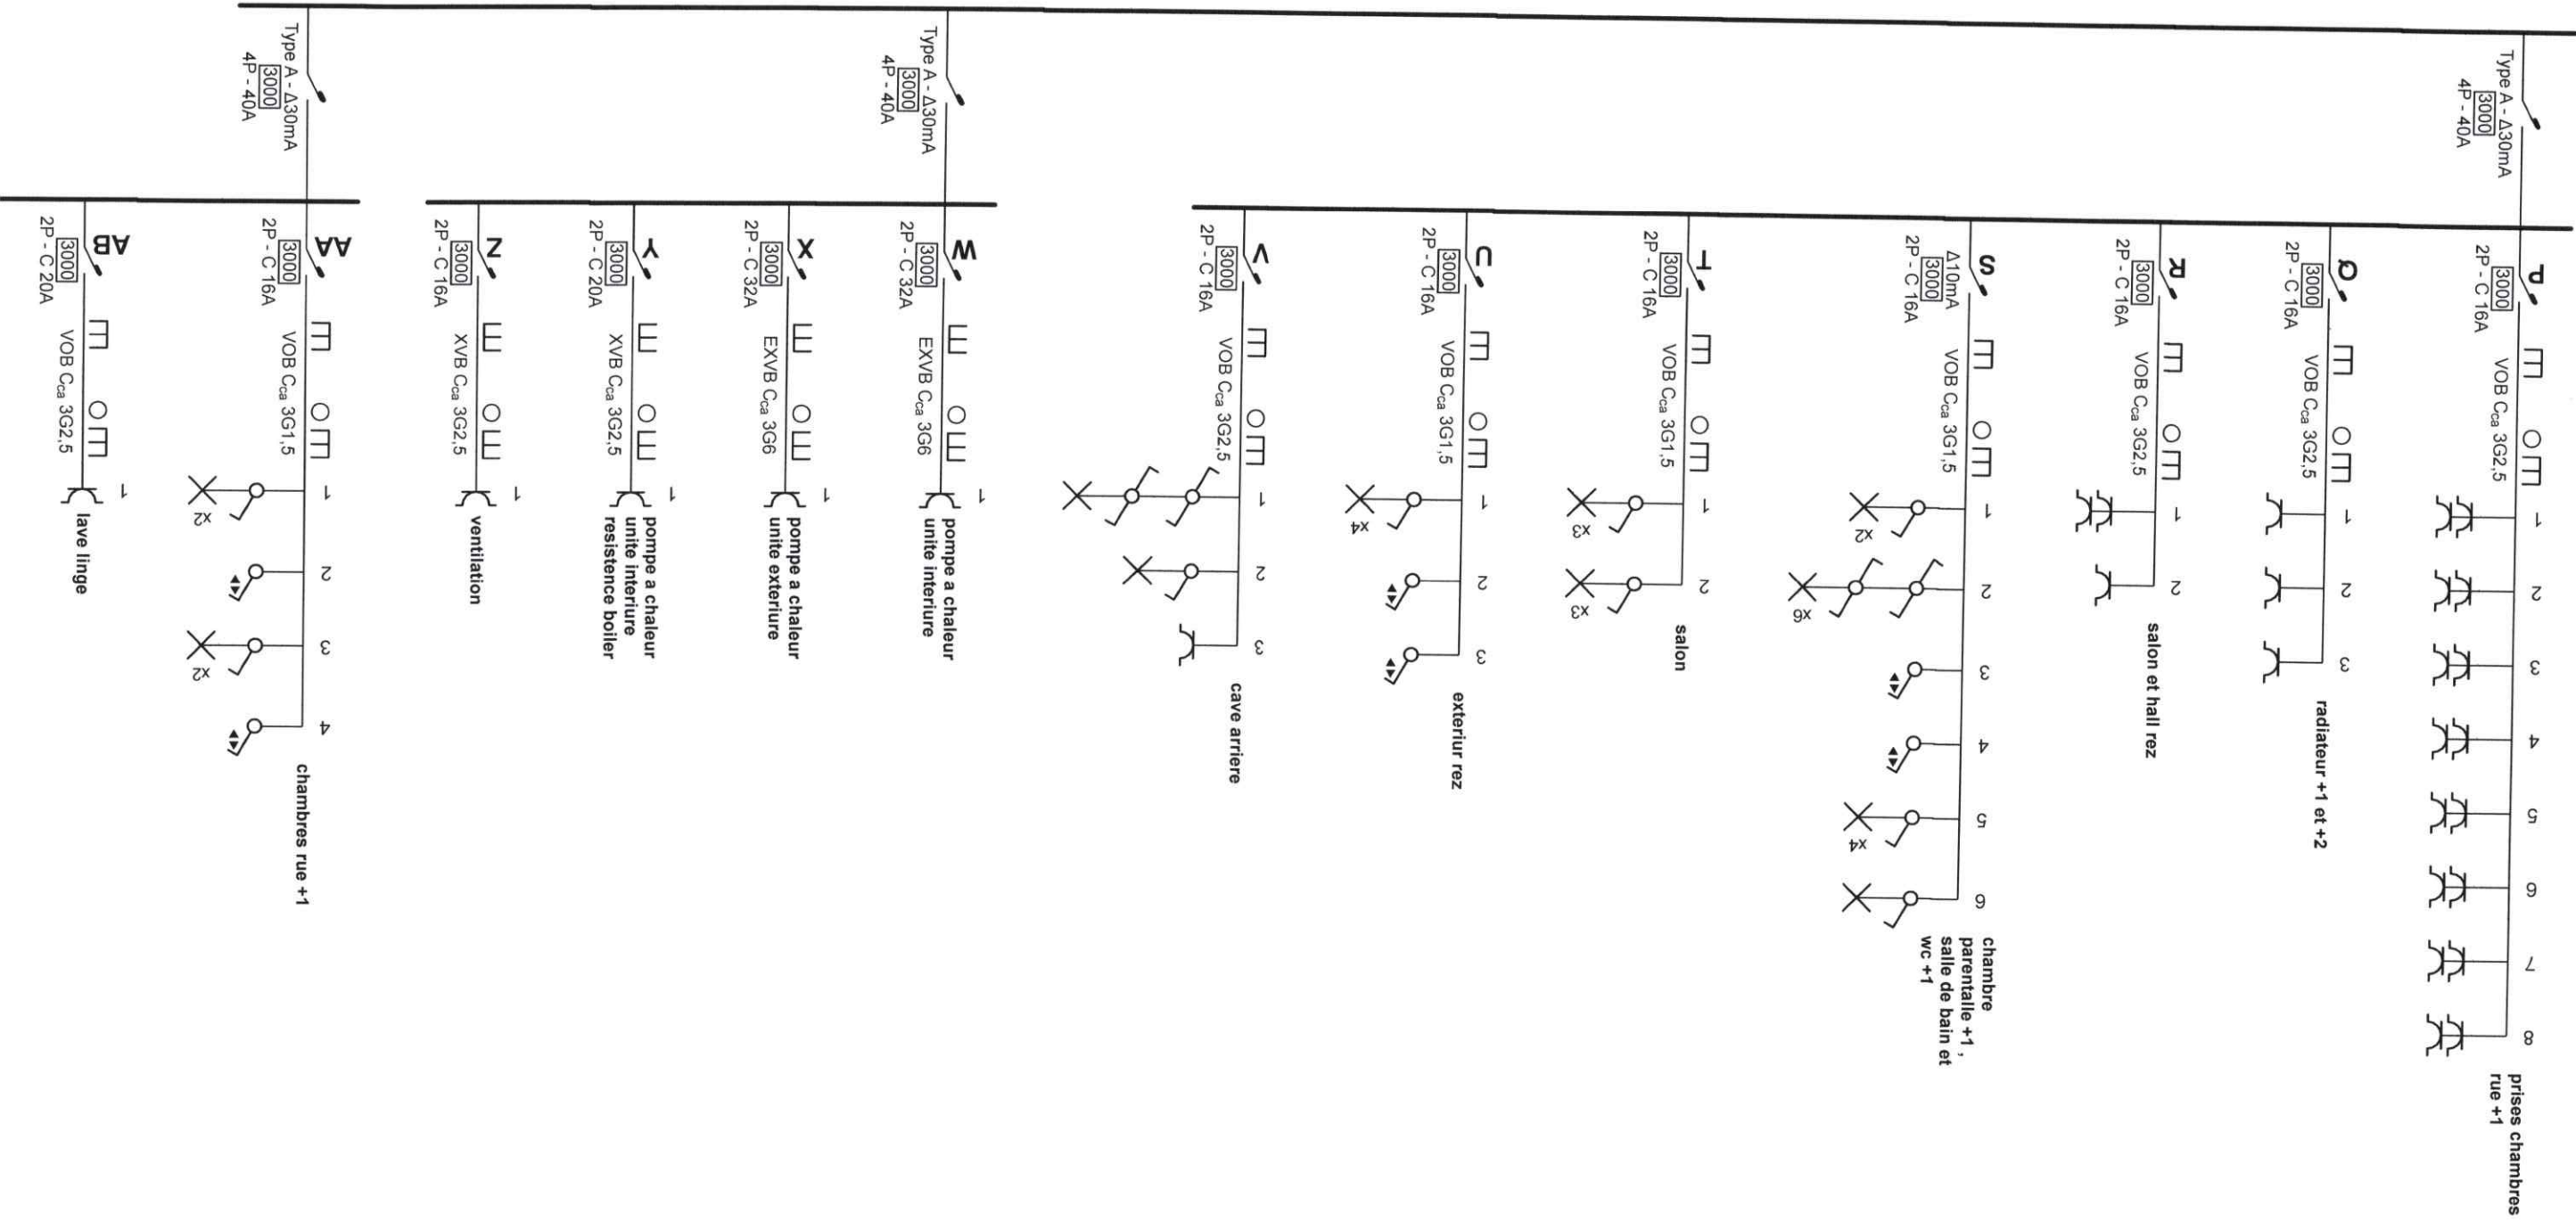 Type A - Δ30mA
3000
4P - 40A
Type A - Δ30mA
3000
4P - 40A
Type A - Δ30mA
3000
4P - 40A
P
3000
2P - C 16A
VOB Cca 3G2,5
1
2
3
4
5
6
7
8
prises chambres
rue +1
Q
3000
2P - C 16A
VOB Cca 3G2,5
1
2
3
radiateur +1 et +2
R
3000
2P - C 16A
VOB Cca 3G2,5
1
2
salon et hall rez
S
Δ10mA
3000
2P - C 16A
VOB Cca 3G1,5
1
x2
2
x6
3
4
5
x4
6
chambre
parentalle +1 ,
salle de bain et
wc +1
T
3000
2P - C 16A
VOB Cca 3G1,5
1
x3
2
x3
salon
U
3000
2P - C 16A
VOB Cca 3G1,5
1
x4
2
3
exteriur rez
V
3000
2P - C 16A
VOB Cca 3G2,5
1
2
3
cave arriere
W
3000
2P - C 32A
EXVB Cca 3G6
1
pompe a chaleur
unite interiure
X
3000
2P - C 32A
EXVB Cca 3G6
1
pompe a chaleur
unite exteriure
Y
3000
2P - C 20A
XVB Cca 3G2,5
1
pompe a chaleur
unite interiure
resistence boiler
Z
3000
2P - C 16A
XVB Cca 3G2,5
1
ventilation
AA
3000
2P - C 16A
VOB Cca 3G1,5
1
x2
2
3
x2
4
chambres rue +1
AB
3000
2P - C 20A
VOB Cca 3G2,5
1
lave linge